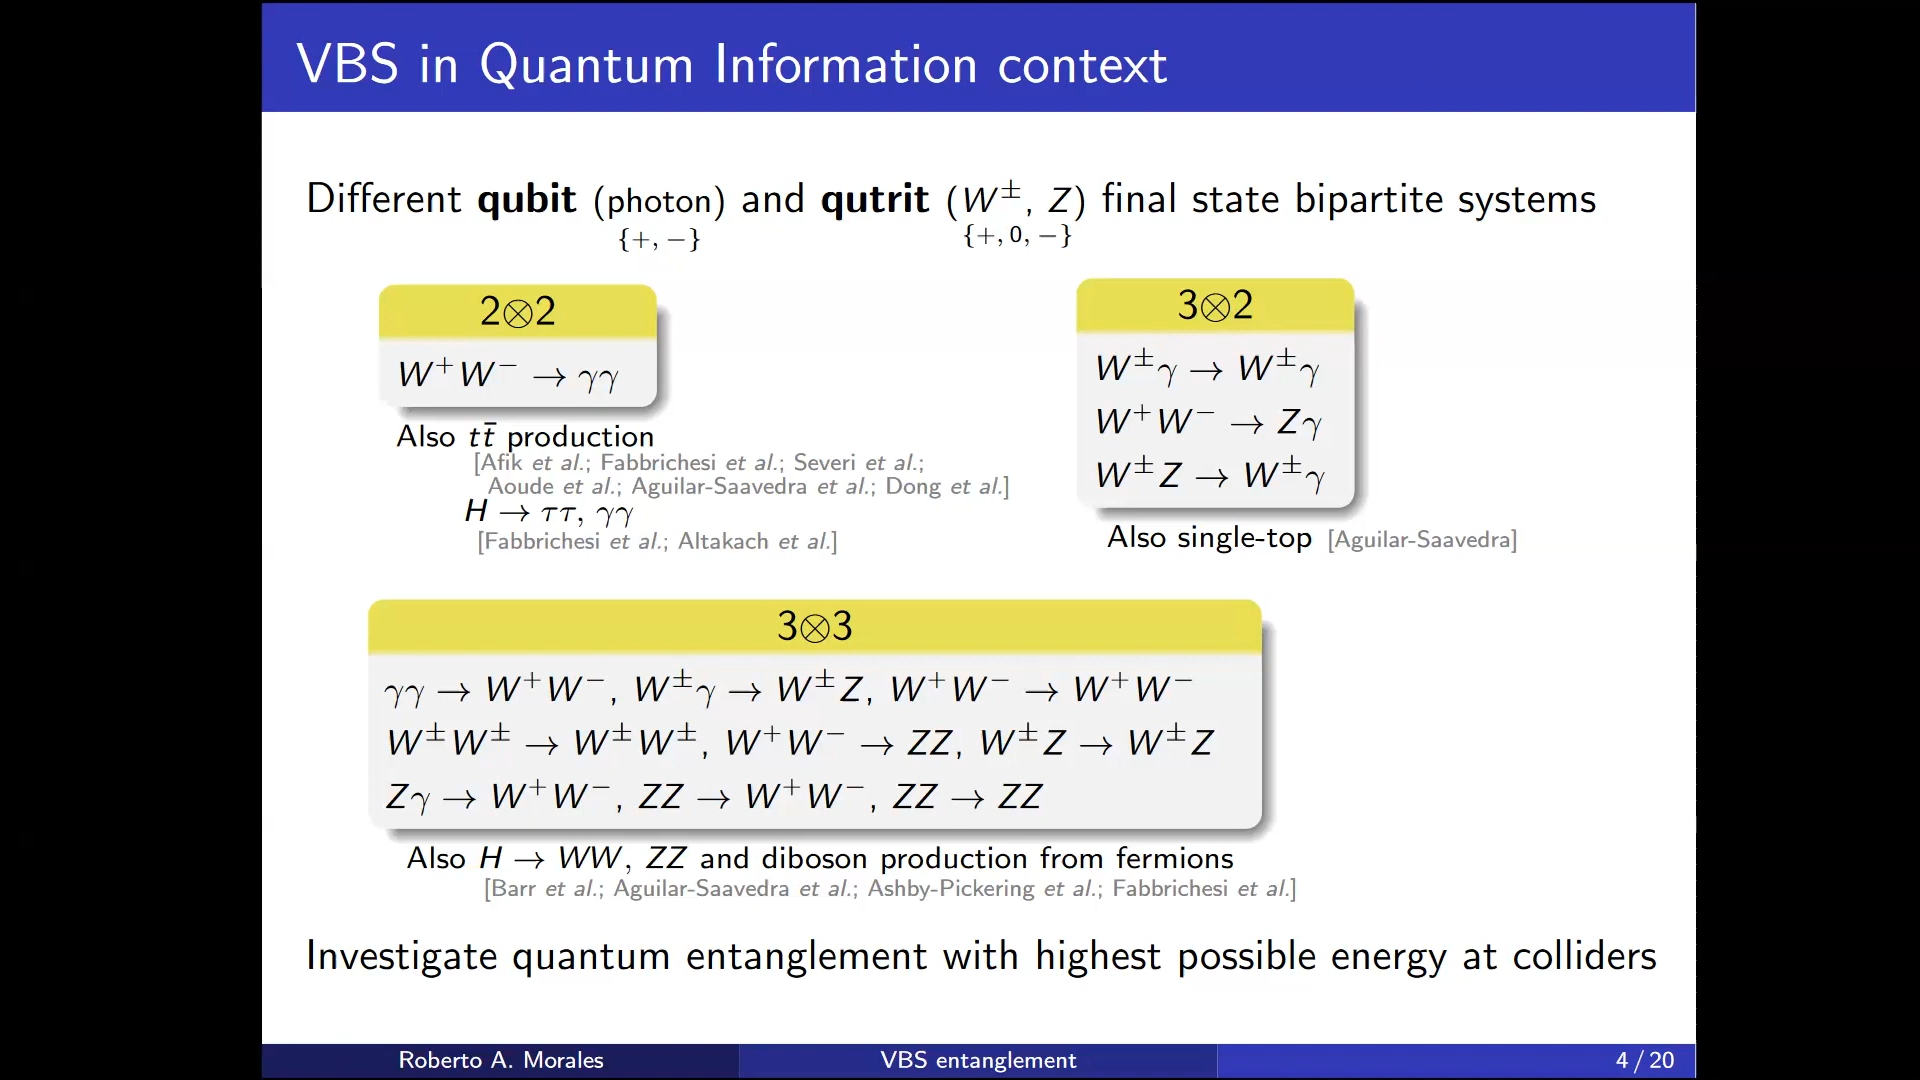 VBS in Quantum Information context
Different qubit (photon) and qutrit (W±, Z) final state bipartite systems
{+, −} {+, 0, −}
2⊗2
W⁺W⁻ → γγ
Also tt̄ production
[Afik et al.; Fabbrichesi et al.; Severi et al.;
Aoude et al.; Aguilar-Saavedra et al.; Dong et al.]
H → ττ, γγ
[Fabbrichesi et al.; Altakach et al.]
3⊗2
W±γ → W±γ
W⁺W⁻ → Zγ
W±Z → W±γ
Also single-top [Aguilar-Saavedra]
3⊗3
γγ → W⁺W⁻, W±γ → W±Z, W⁺W⁻ → W⁺W⁻
W±W± → W±W±, W⁺W⁻ → ZZ, W±Z → W±Z
Zγ → W⁺W⁻, ZZ → W⁺W⁻, ZZ → ZZ
Also H → WW, ZZ and diboson production from fermions
[Barr et al.; Aguilar-Saavedra et al.; Ashby-Pickering et al.; Fabbrichesi et al.]
Investigate quantum entanglement with highest possible energy at colliders
Roberto A. Morales VBS entanglement 4 / 20